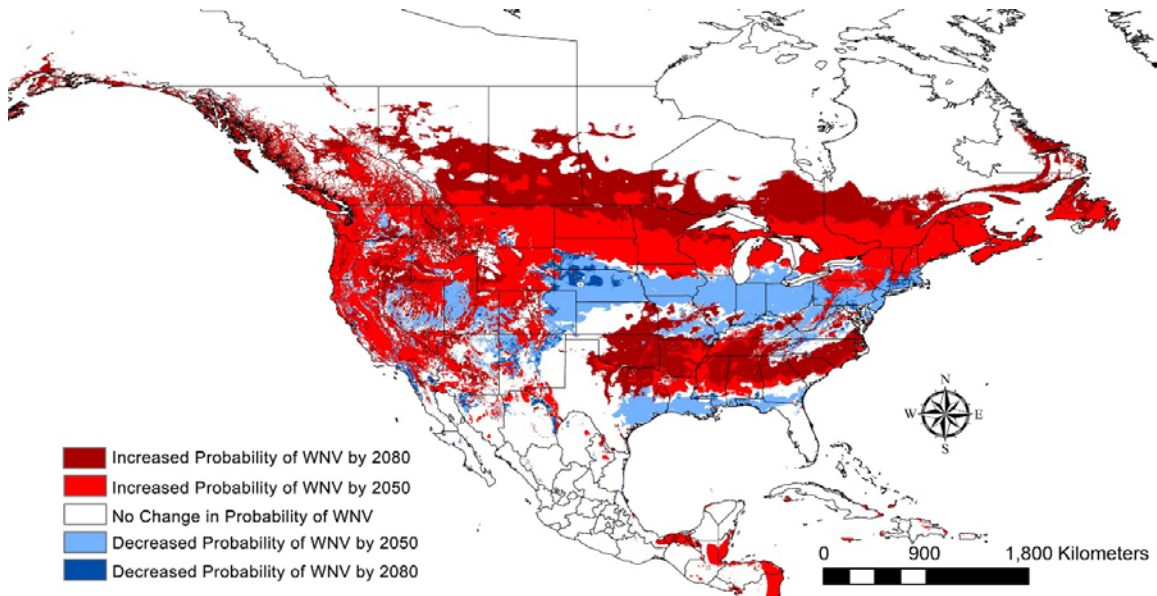 N
W E
S
Increased Probability of WNV by 2080
Increased Probability of WNV by 2050
No Change in Probability of WNV
Decreased Probability of WNV by 2050
Decreased Probability of WNV by 2080
0 900 1,800 Kilometers